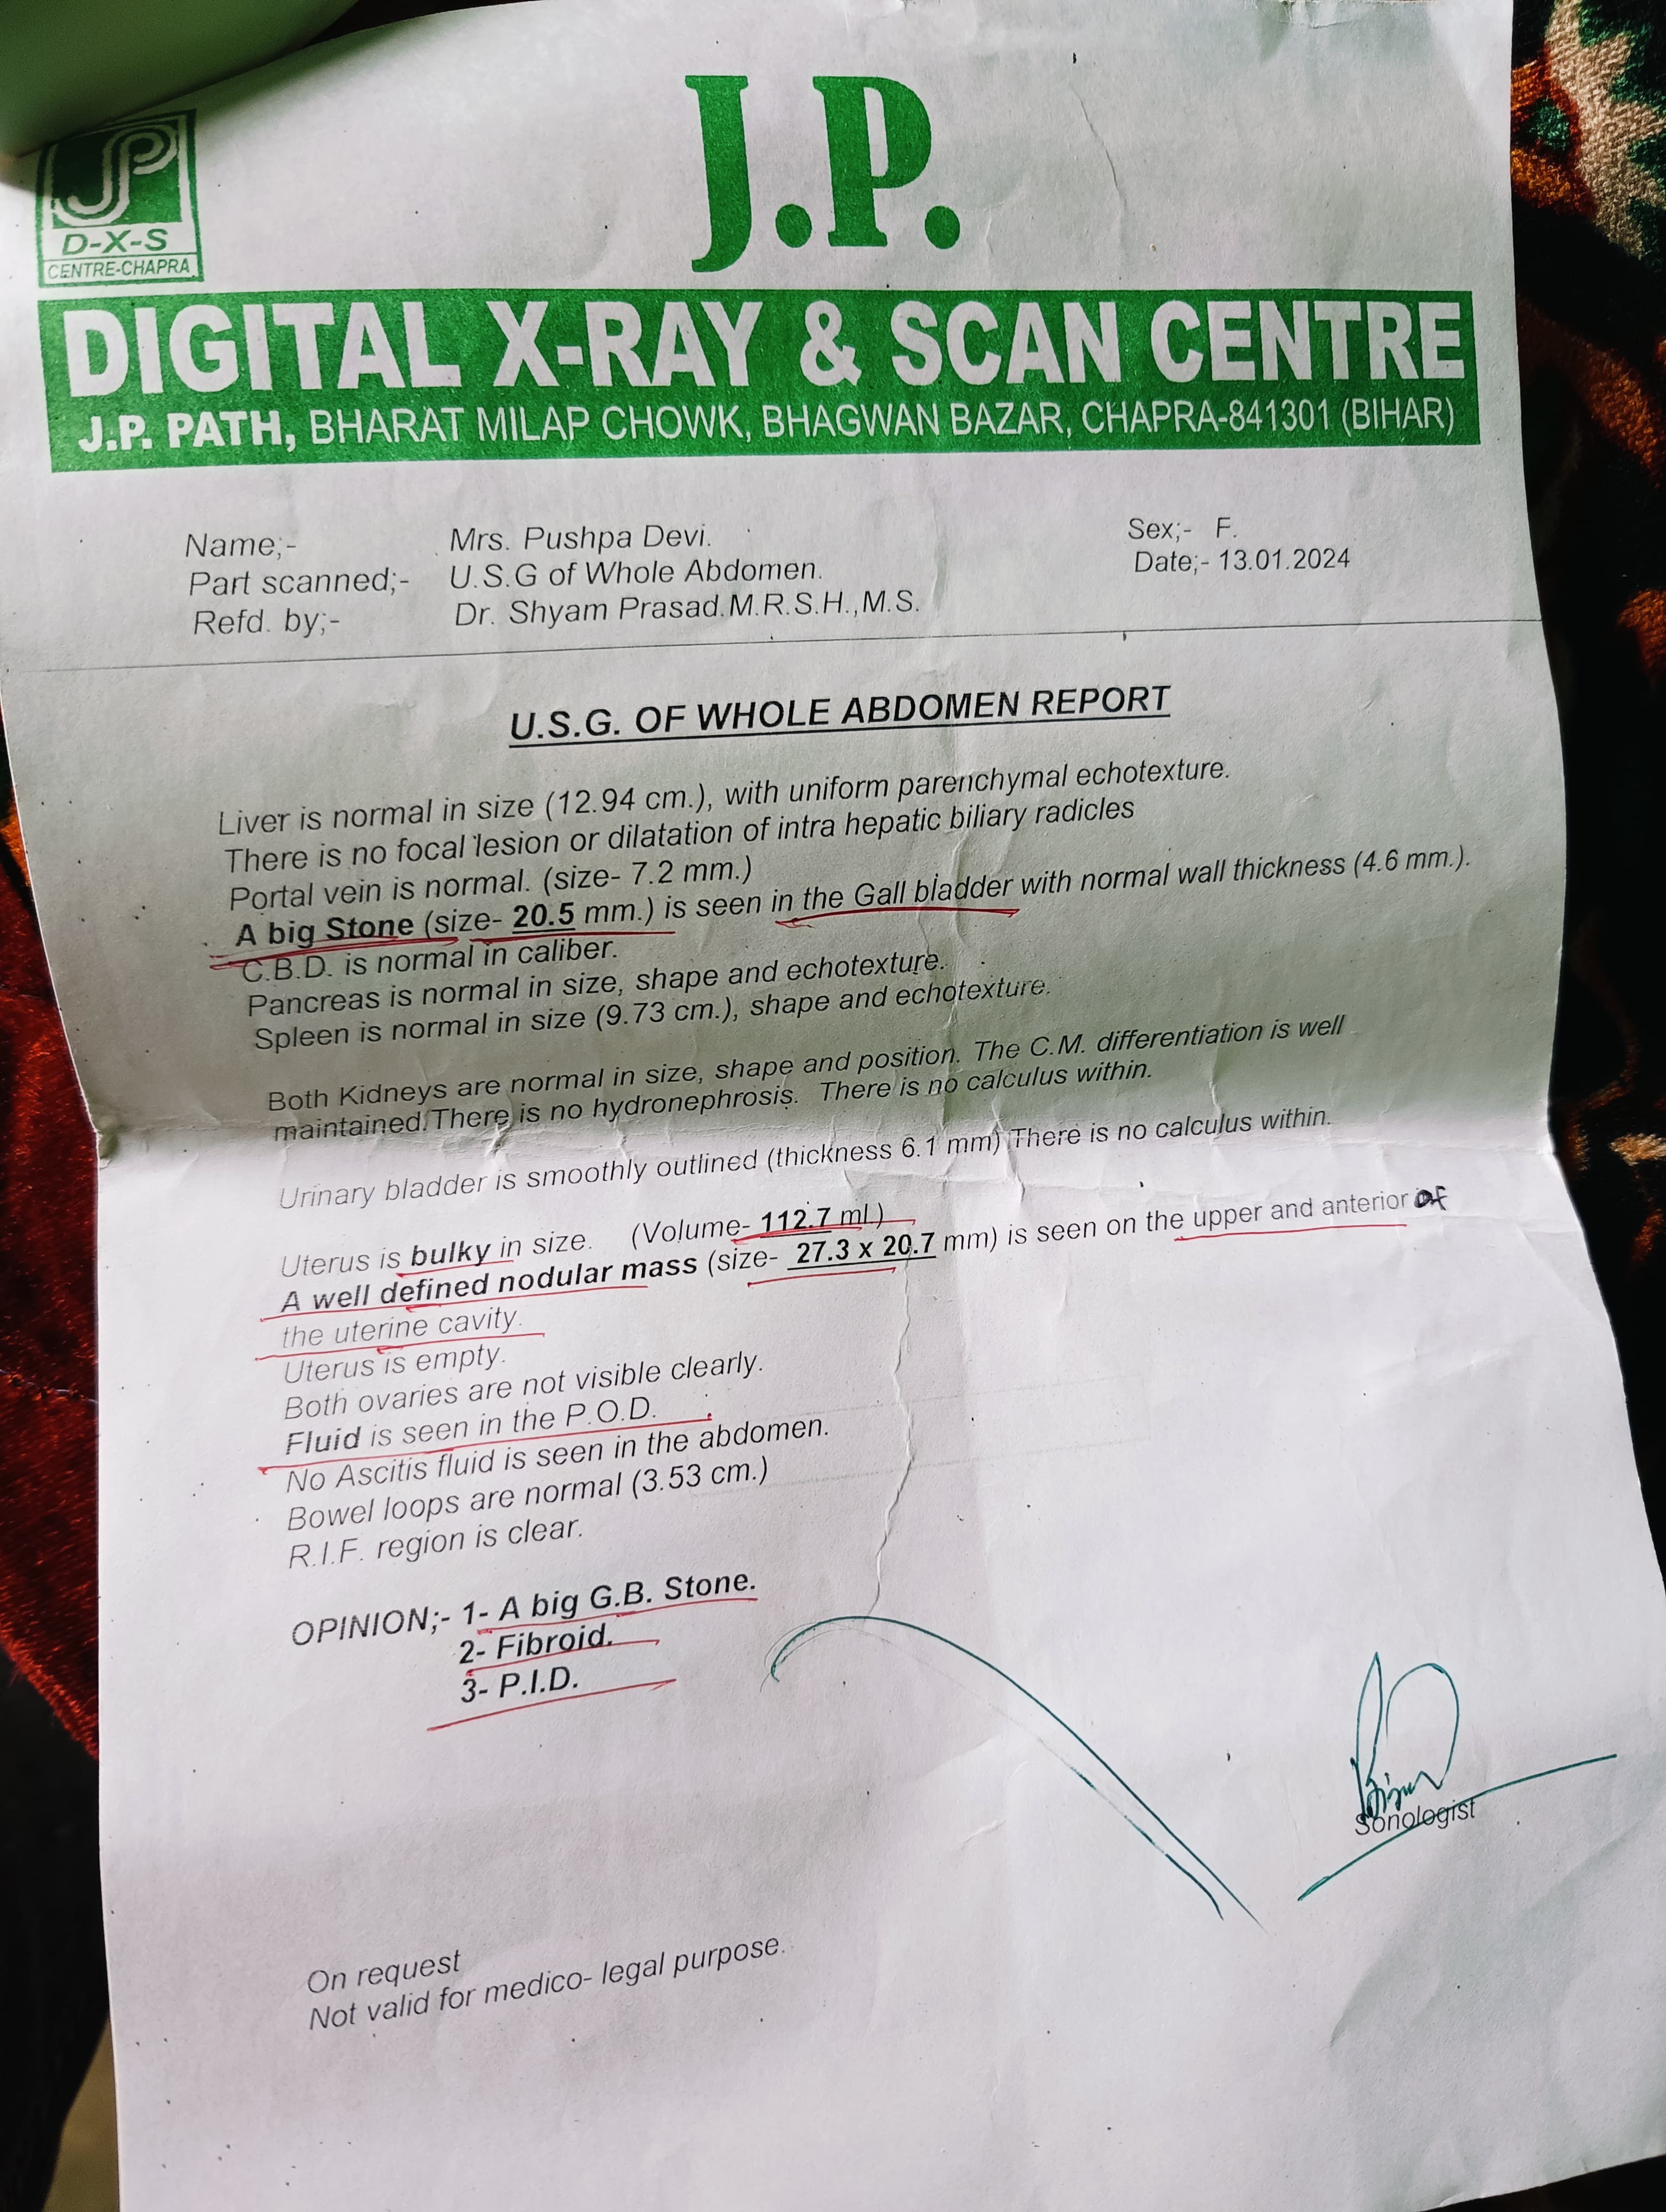 J.P.
JP
D-X-S
CENTRE-CHAPRA
DIGITAL X-RAY & SCAN CENTRE
J.P. PATH, BHARAT MILAP CHOWK, BHAGWAN BAZAR, CHAPRA-841301 (BIHAR)
Name;- Mrs. Pushpa Devi. Sex;- F.
Part scanned;- U.S.G of Whole Abdomen. Date;- 13.01.2024
Refd. by;- Dr. Shyam Prasad.M.R.S.H.,M.S.
U.S.G. OF WHOLE ABDOMEN REPORT
Liver is normal in size (12.94 cm.), with uniform parenchymal echotexture.
There is no focal lesion or dilatation of intra hepatic biliary radicles
Portal vein is normal. (size- 7.2 mm.)
A big Stone (size- 20.5 mm.) is seen in the Gall bladder with normal wall thickness (4.6 mm.).
C.B.D. is normal in caliber.
Pancreas is normal in size, shape and echotexture.
Spleen is normal in size (9.73 cm.), shape and echotexture.
Both Kidneys are normal in size, shape and position. The C.M. differentiation is well
maintained.There is no hydronephrosis. There is no calculus within.
Urinary bladder is smoothly outlined (thickness 6.1 mm) There is no calculus within.
Uterus is bulky in size. (Volume- 112.7 ml.)
A well defined nodular mass (size- 27.3 x 20.7 mm) is seen on the upper and anterior of
the uterine cavity.
Uterus is empty.
Both ovaries are not visible clearly.
Fluid is seen in the P.O.D.
No Ascitis fluid is seen in the abdomen.
Bowel loops are normal (3.53 cm.)
R.I.F. region is clear.
OPINION;- 1- A big G.B. Stone.
2- Fibroid.
3- P.I.D.
Sonologist
On request
Not valid for medico- legal purpose.